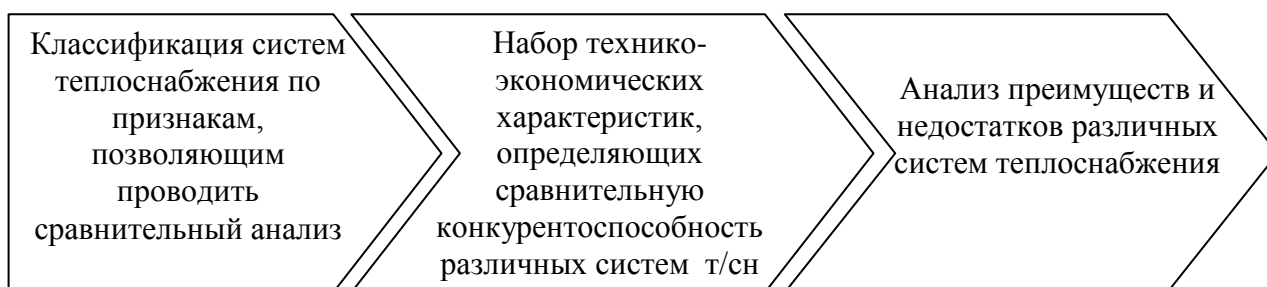 Классификация систем
теплоснабжения по
признакам,
позволяющим
проводить
сравнительный анализ
Набор технико-
экономических
характеристик,
определяющих
сравнительную
конкурентоспособность
различных систем т/сн
Анализ преимуществ и
недостатков различных
систем теплоснабжения